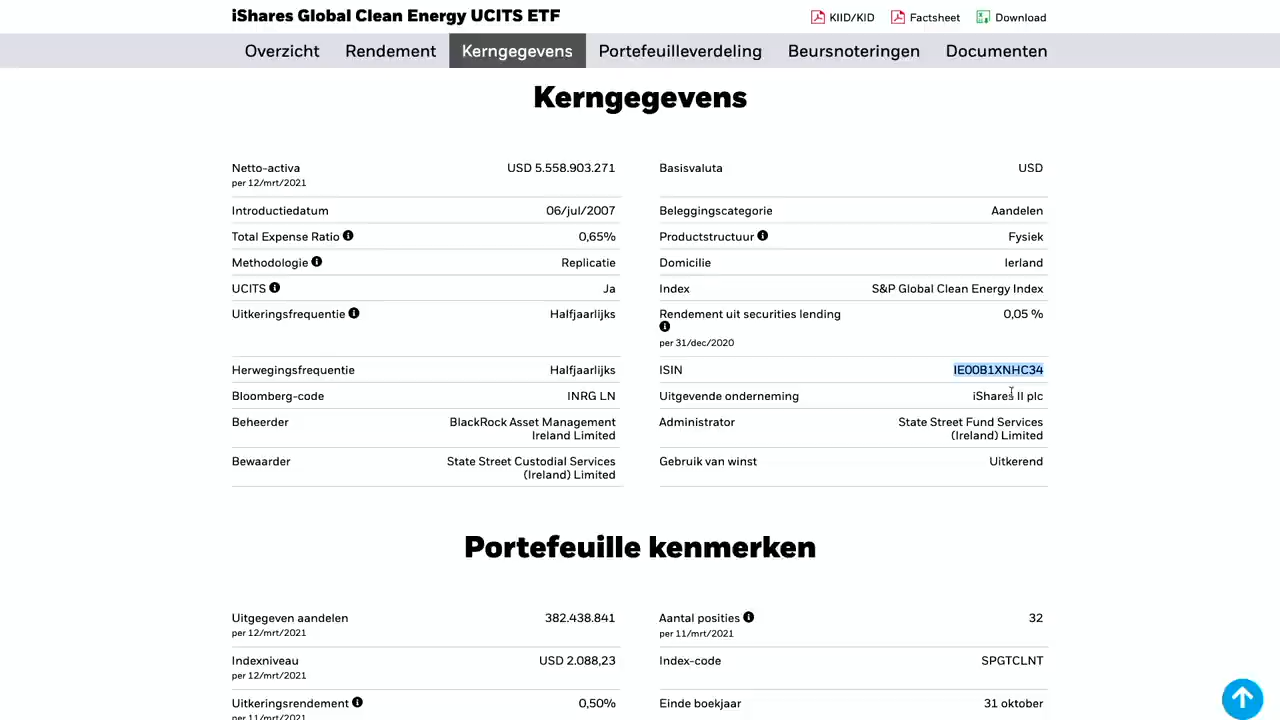 iShares Global Clean Energy UCITS ETF
KIID/KID Factsheet Download
Overzicht Rendement Kerngegevens Portefeuilleverdeling Beursnoteringen Documenten
Kerngegevens
Netto-activa USD 5.558.903.271
per 12/mrt/2021
Basisvaluta USD
Introductiedatum 06/jul/2007
Beleggingscategorie Aandelen
Total Expense Ratio 0,65%
Productstructuur Fysiek
Methodologie Replicatie
Domicilie Ierland
UCITS Ja
Index S&P Global Clean Energy Index
Uitkeringsfrequentie Halfjaarlijks
Rendement uit securities lending 0,05 %
per 31/dec/2020
Herwegingsfrequentie Halfjaarlijks
ISIN IE00B1XNHC34
Bloomberg-code INRG LN
Uitgevende onderneming iShares II plc
Beheerder BlackRock Asset Management
Ireland Limited
Administrator State Street Fund Services
(Ireland) Limited
Bewaarder State Street Custodial Services
(Ireland) Limited
Gebruik van winst Uitkerend
Portefeuille kenmerken
Uitgegeven aandelen 382.438.841
per 12/mrt/2021
Aantal posities 32
per 11/mrt/2021
Indexniveau USD 2.088,23
per 12/mrt/2021
Index-code SPGTCLNT
Uitkeringsrendement 0,50%
per 11/mrt/2021
Einde boekjaar 31 oktober